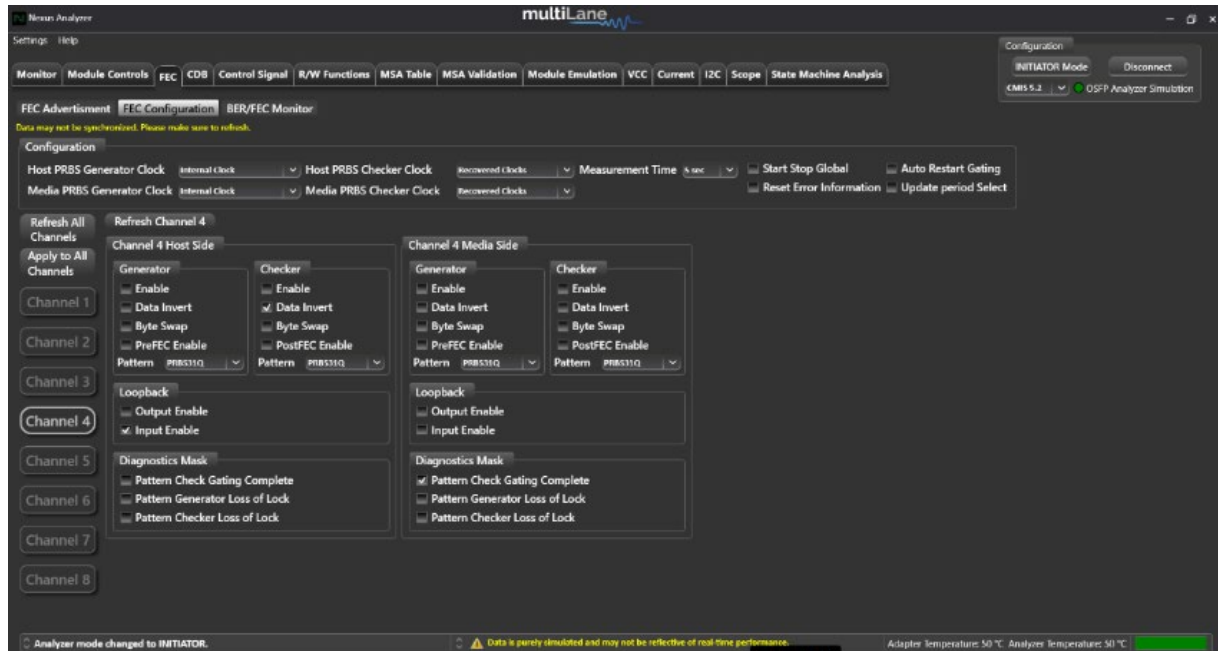 Nexus Analyzer
multiLane
Settings Help
Configuration
INITIATOR Mode Disconnect
CMIS 5.2 OSFP Analyzer Simulation
Monitor Module Controls FEC CDB Control Signal R/W Functions MSA Table MSA Validation Module Emulation VCC Current I2C Scope State Machine Analysis
FEC Advertisment FEC Configuration BER/FEC Monitor
Data may not be synchronized. Please make sure to refresh.
Configuration
Host PRBS Generator Clock Internal Clock Host PRBS Checker Clock Recovered Clocks Measurement Time 5 sec Start Stop Global Auto Restart Gating
Media PRBS Generator Clock Internal Clock Media PRBS Checker Clock Recovered Clocks Reset Error Information Update period Select
Refresh All Channels
Refresh Channel 4
Apply to All Channels
Channel 1
Channel 2
Channel 3
Channel 4
Channel 5
Channel 6
Channel 7
Channel 8
Channel 4 Host Side
Generator
Enable
Data Invert
Byte Swap
PreFEC Enable
Pattern PRBS31Q
Checker
Enable
Data Invert
Byte Swap
PostFEC Enable
Pattern PRBS31Q
Loopback
Output Enable
Input Enable
Diagnostics Mask
Pattern Check Gating Complete
Pattern Generator Loss of Lock
Pattern Checker Loss of Lock
Channel 4 Media Side
Generator
Enable
Data Invert
Byte Swap
PreFEC Enable
Pattern PRBS31Q
Checker
Enable
Data Invert
Byte Swap
PostFEC Enable
Pattern PRBS31Q
Loopback
Output Enable
Input Enable
Diagnostics Mask
Pattern Check Gating Complete
Pattern Generator Loss of Lock
Pattern Checker Loss of Lock
Analyzer mode changed to INITIATOR.
Data is purely simulated and may not be reflective of real-time performance.
Adapter Temperature: 50 °C Analyzer Temperature: 50 °C